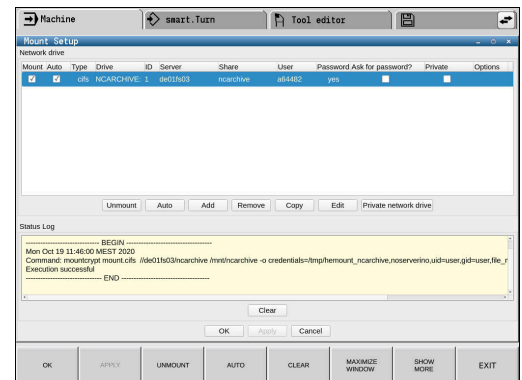 Machine smart.Turn Tool editor
Mount Setup
Network drive
Mount Auto Type Drive ID Server Share User Password Ask for password? Private Options
cifs NCARCHIVE: 1 de01fs03 ncarchive a64482 yes
Unmount Auto Add Remove Copy Edit Private network drive
Status Log
------------------------------ BEGIN -----------------------------------
Mon Oct 19 11:46:00 MEST 2020
Command: mountcrypt mount.cifs //de01fs03/ncarchive /mnt/ncarchive -o credentials=/tmp/hemount_ncarchive,noserverino,uid=user,gid=user,file_r
Execution successful
------------------------------- END ------------------------------------
Clear
OK Apply Cancel
OK APPLY UNMOUNT AUTO CLEAR MAXIMIZE WINDOW SHOW MORE EXIT